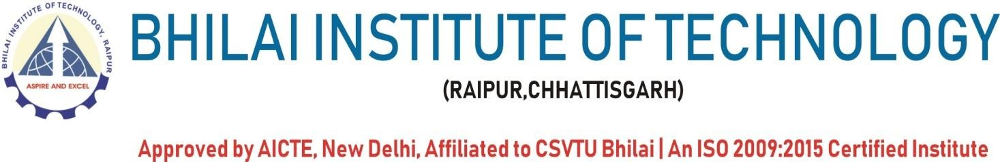 BHILAI INSTITUTE OF TECHNOLOGY, RAIPUR
ASPIRE AND EXCEL
BHILAI INSTITUTE OF TECHNOLOGY
(RAIPUR,CHHATTISGARH)
Approved by AICTE, New Delhi, Affiliated to CSVTU Bhilai | An ISO 2009:2015 Certified Institute